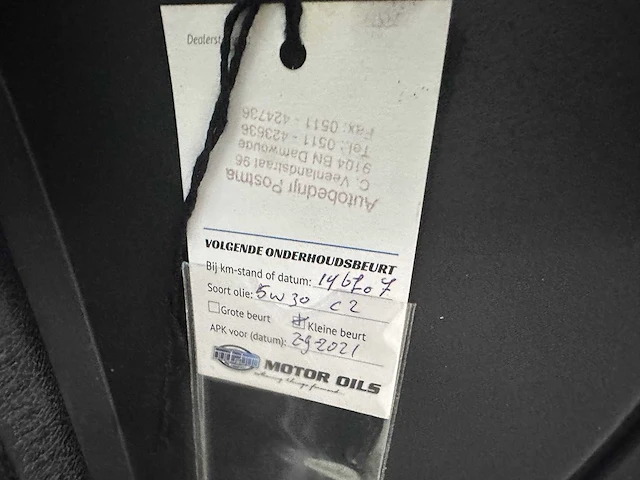 Dealerst
Autobedrijf Postma
C. Veenlandstraat 96
9104 BN Damwoude
Tel.: 0511 - 423636
Fax: 0511 - 424736
VOLGENDE ONDERHOUDSBEURT
Bij km-stand of datum: 146707
Soort olie: 5W30 C2
Grote beurt Kleine beurt
APK voor (datum): 2-9-2021
MOTOR OILS